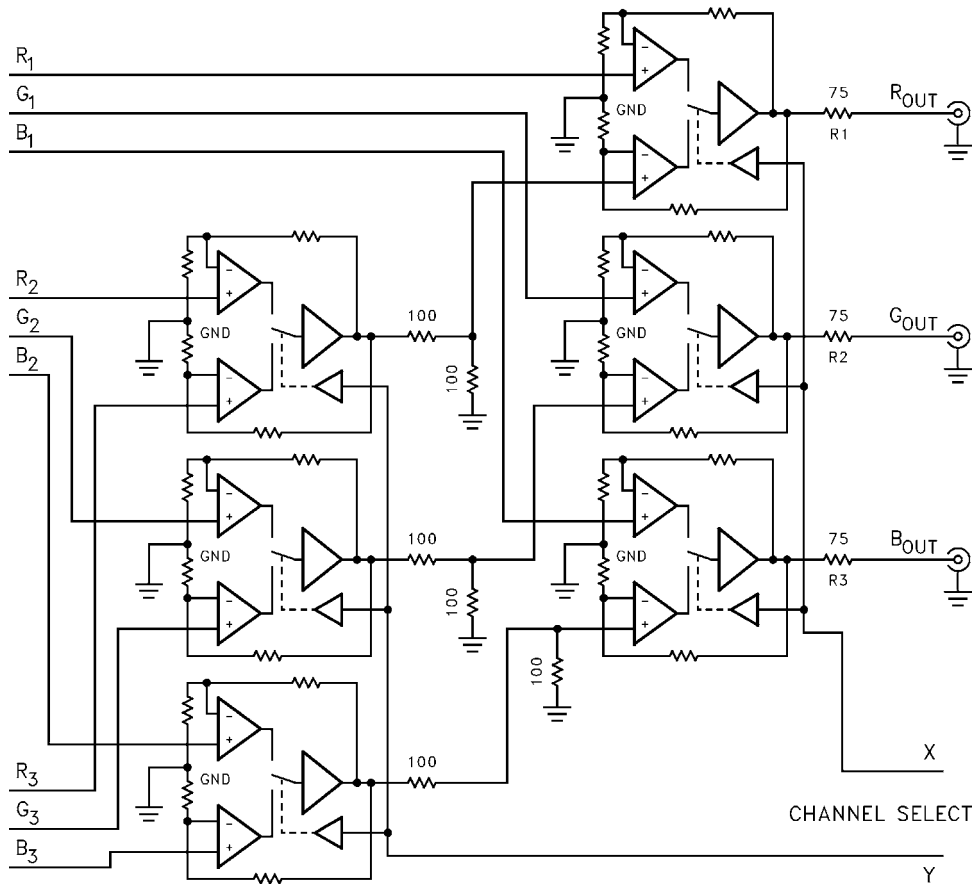 R1
G1
B1
GND
75
ROUT
R1
R2
G2
B2
GND
100
100
GND
75
GOUT
R2
GND
100
100
GND
75
BOUT
R3
R3
G3
B3
GND
100
100
X
CHANNEL SELECT
Y